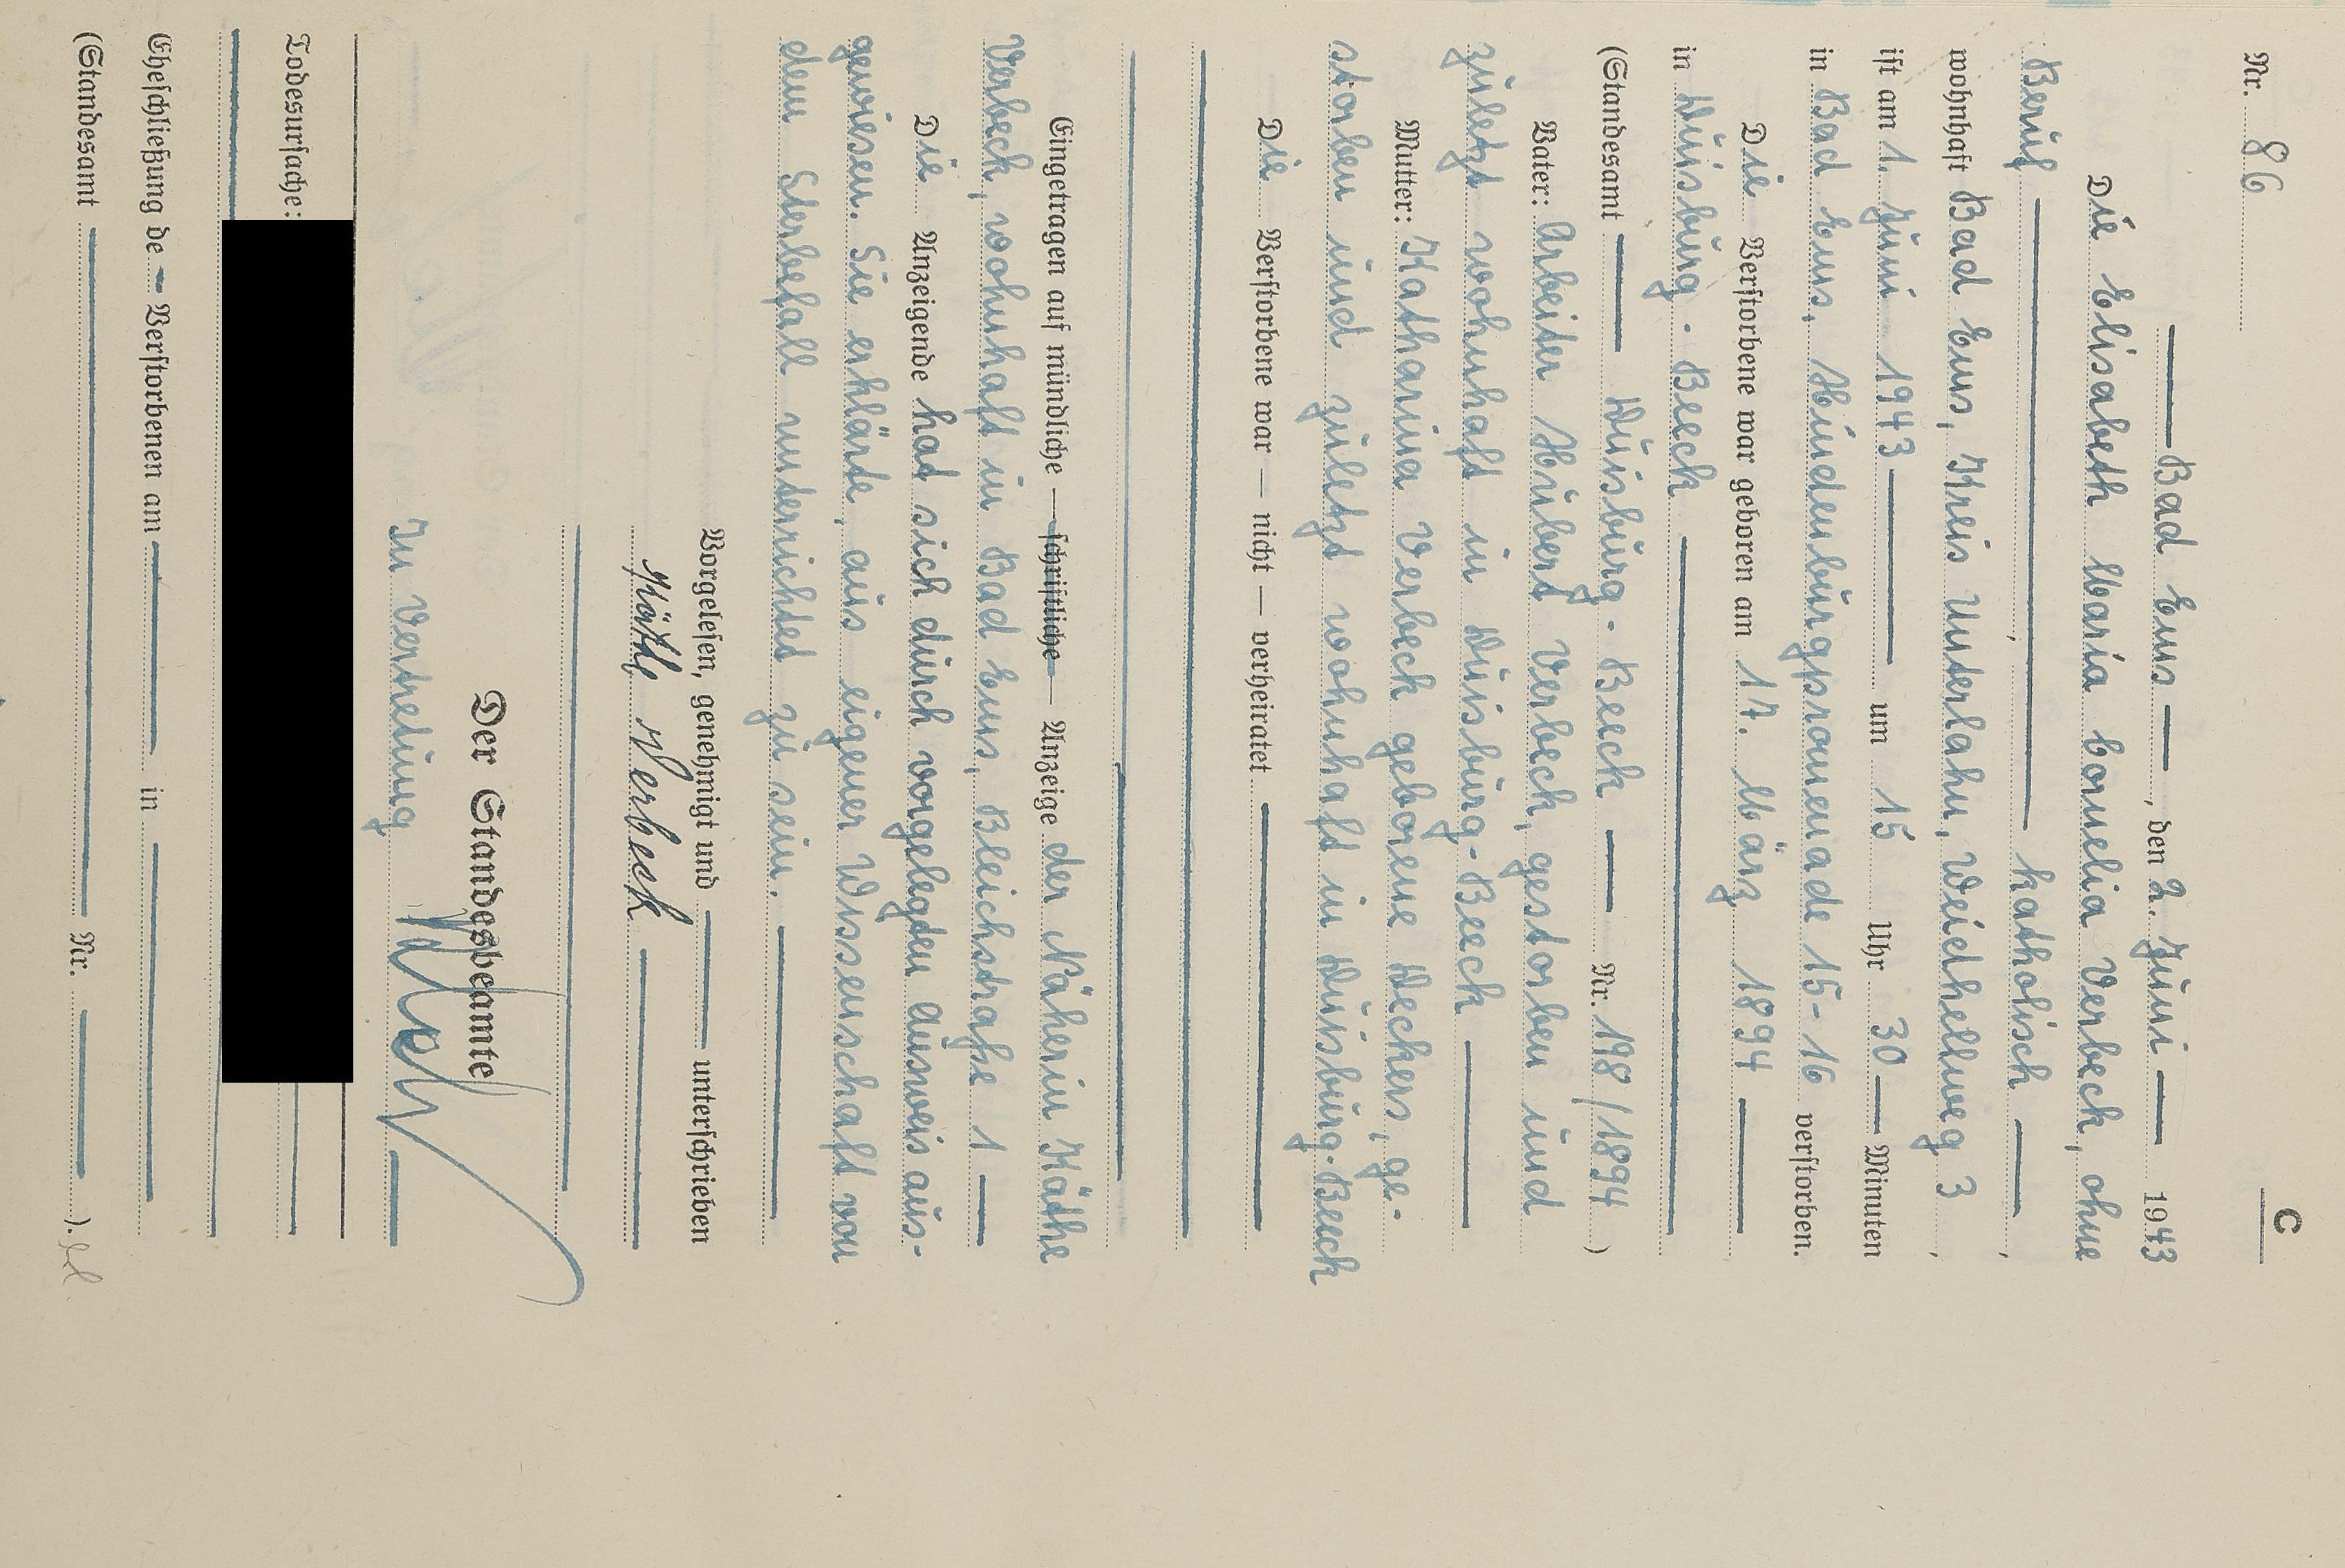 C
Nr. 86
Bad Ems, den 2. Juni 1943
Die Elisabeth Maria Cornelia Verbeck, ohne
Beruf, katholisch,
wohnhaft Bad Ems, Kreis Unterlahn, Weidhellweg 3,
ist am 1. Juni 1943 um 15 Uhr 30 Minuten
in Bad Ems, Hindenburgpromenade 15-16 verstorben.
Die Verstorbene war geboren am 17. März 1894
in Duisburg-Beeck
(Standesamt Duisburg-Beeck Nr. 198/1894)
Vater: Arbeiter Hubert Verbeck, gestorben und
zuletzt wohnhaft in Duisburg-Beeck
Mutter: Katharina Verbeck geborene Deckers, ge-
storben und zuletzt wohnhaft in Duisburg-Beeck
Die Verstorbene war — nicht — verheiratet
Eingetragen auf mündliche — schriftliche — Anzeige der Näherin Käthe
Verbeck, wohnhaft in Bad Ems, Bleichstraße 1
Die Anzeigende hat sich durch vorgelegten Ausweis aus-
gewiesen. Sie erklärte, aus eigener Wissenschaft von
dem Sterbefall unterrichtet zu sein.
Vorgelesen, genehmigt und unterschrieben
Käthe Verbeck
Der Standesbeamte
In Vertretung
Todesursache:
Eheschließung de Verstorbenen am in
(Standesamt Nr. ).